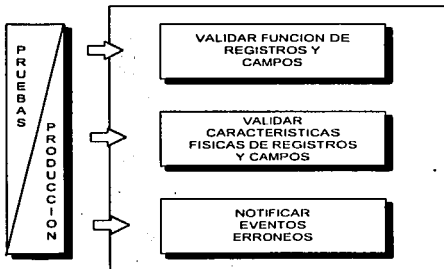 PRUEBAS
PRODUCCION
VALIDAR FUNCION DE
REGISTROS Y
CAMPOS
VALIDAR
CARACTERISTICAS
FISICAS DE REGISTROS
Y CAMPOS
NOTIFICAR
EVENTOS
ERRONEOS